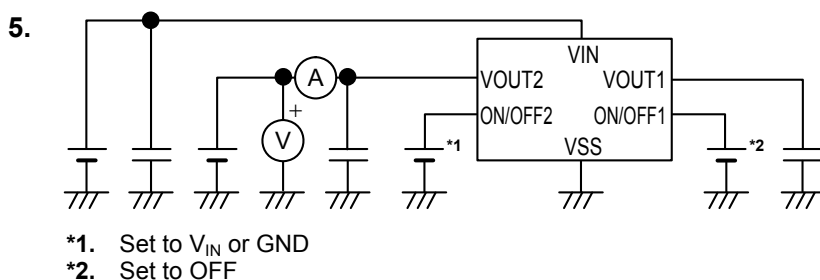 5.
VIN
A
VOUT2 VOUT1
+
ON/OFF2 ON/OFF1
V
*1 *2
VSS
*1. Set to VIN or GND
*2. Set to OFF